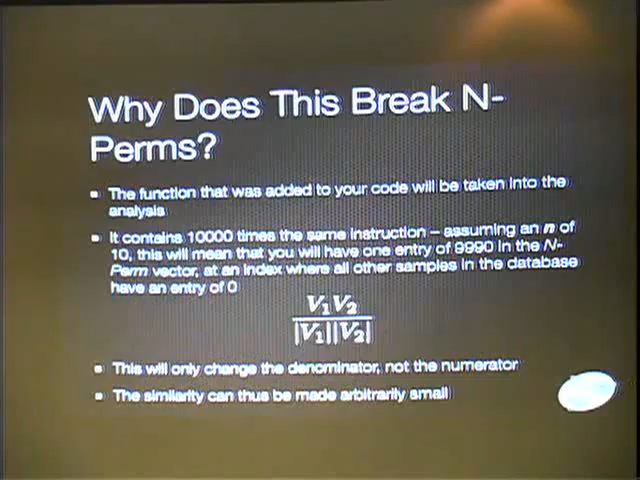 Why Does This Break N-
Perms?
The function that was added to your code will be taken into the
analysis
It contains 10000 times the same instruction – assuming an n of
10, this will mean that you will have one entry of 9990 in the N-
Perm vector, at an index where all other samples in the database
have an entry of 0
V₁V₂
|V₁||V₂|
This will only change the denominator, not the numerator
The similarity can thus be made arbitrarily small